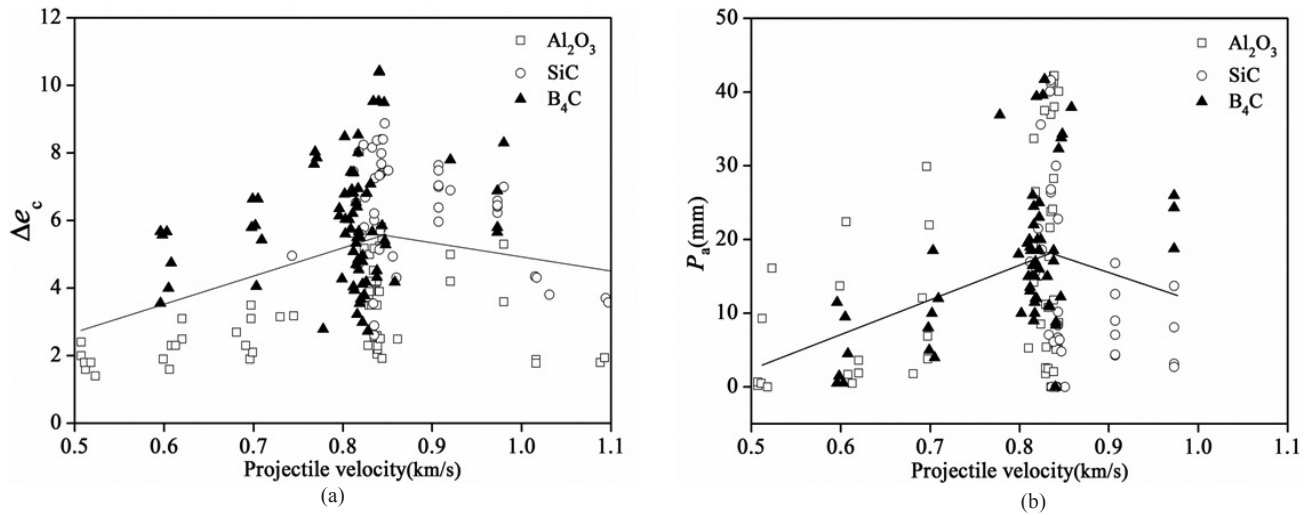 12
10
8
6
4
2
0
Δe_c
0.5 0.6 0.7 0.8 0.9 1.0 1.1
Projectile velocity(km/s)
Al₂O₃
SiC
B₄C
(a)
50
40
30
20
10
0
P_a(mm)
0.5 0.6 0.7 0.8 0.9 1.0 1.1
Projectile velocity(km/s)
Al₂O₃
SiC
B₄C
(b)